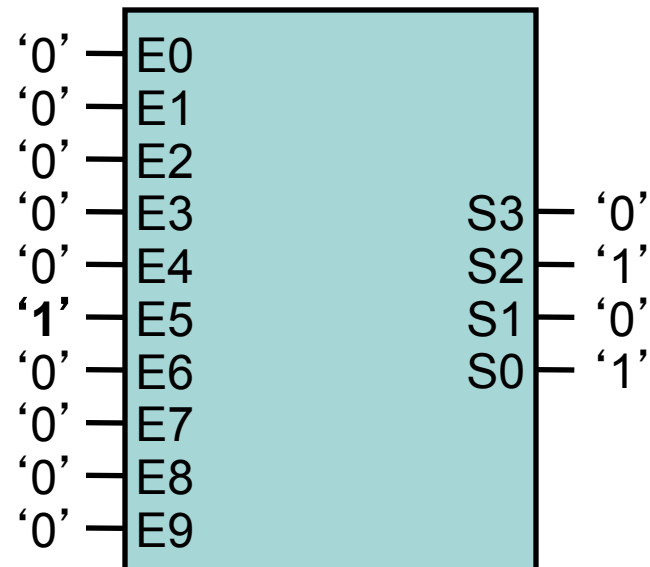 ‘0’ E0
‘0’ E1
‘0’ E2
‘0’ E3 S3 ‘0’
‘0’ E4 S2 ‘1’
‘1’ E5 S1 ‘0’
‘0’ E6 S0 ‘1’
‘0’ E7
‘0’ E8
‘0’ E9